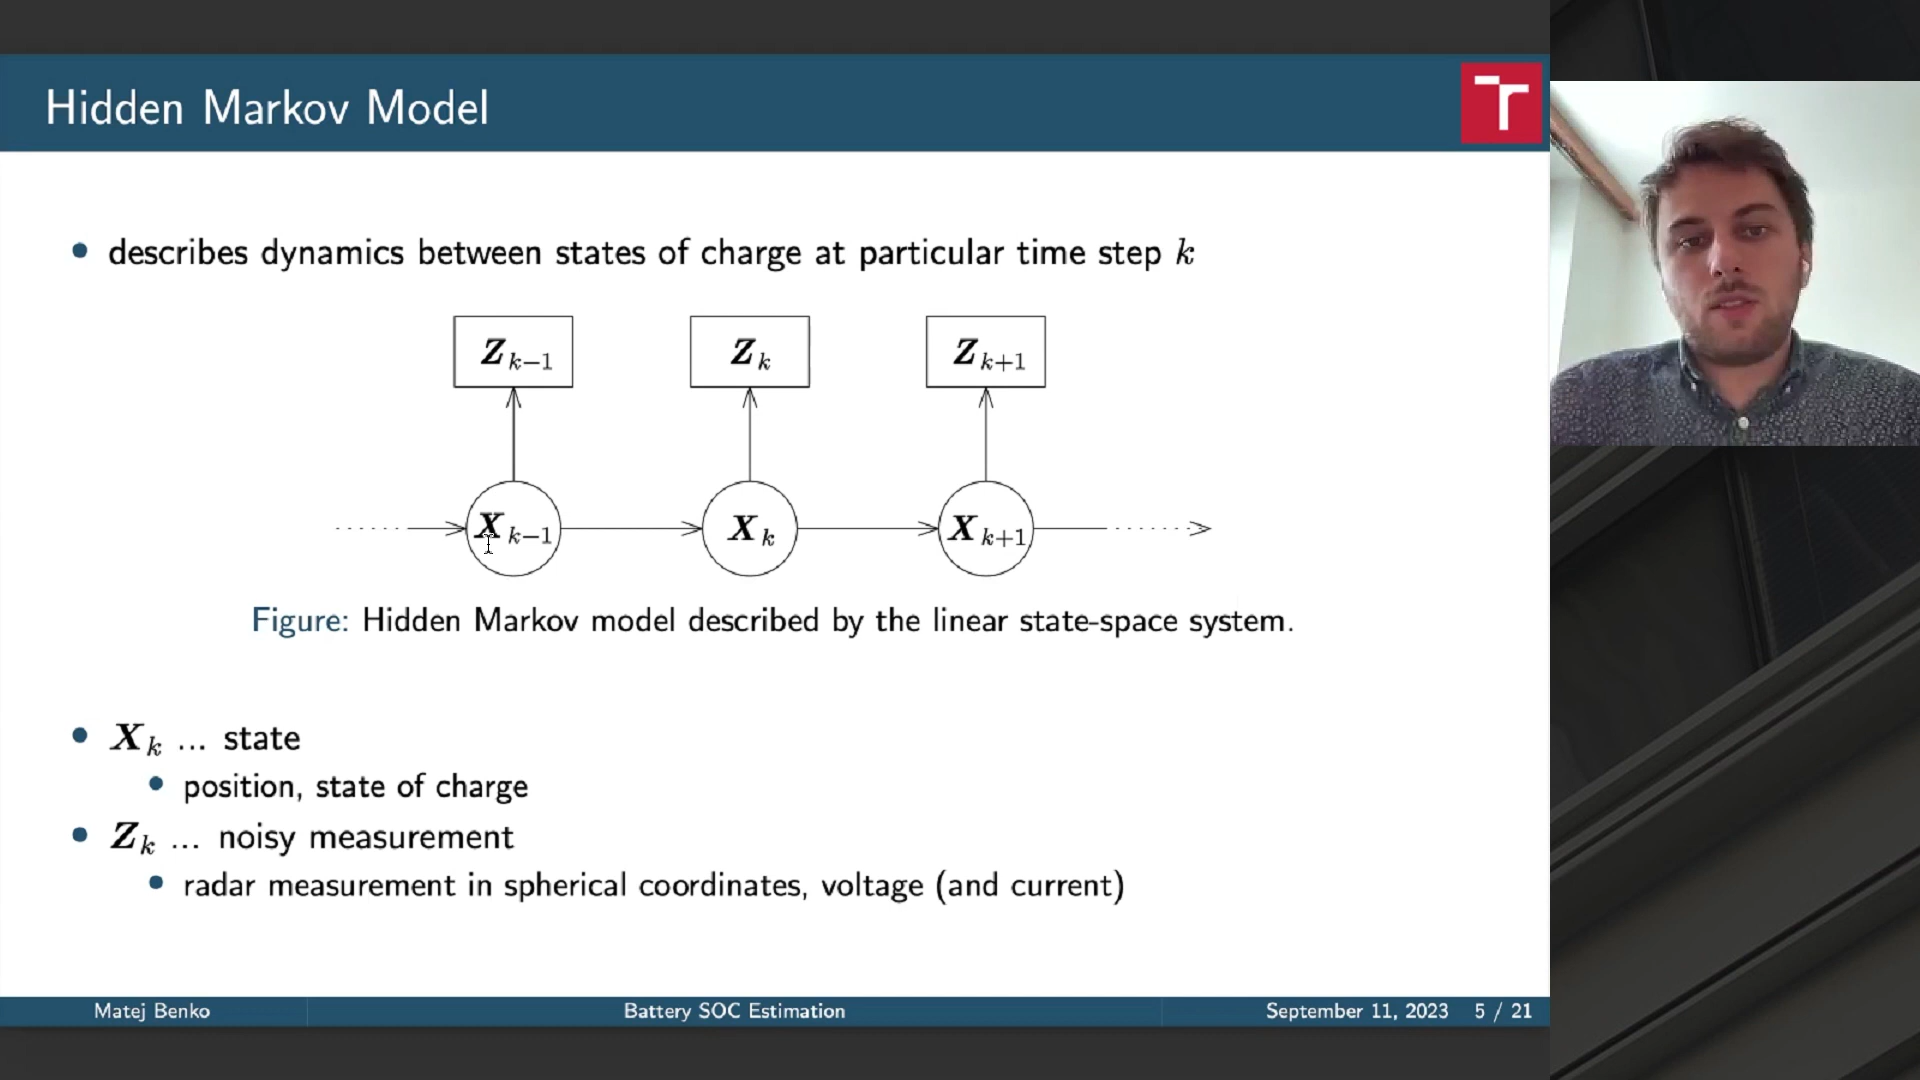 Hidden Markov Model
• describes dynamics between states of charge at particular time step k
Z_{k−1} Z_k Z_{k+1}
X_{k−1} X_k X_{k+1}
Figure: Hidden Markov model described by the linear state-space system.
• X_k ... state
• position, state of charge
• Z_k ... noisy measurement
• radar measurement in spherical coordinates, voltage (and current)
Matej Benko Battery SOC Estimation September 11, 2023 5 / 21